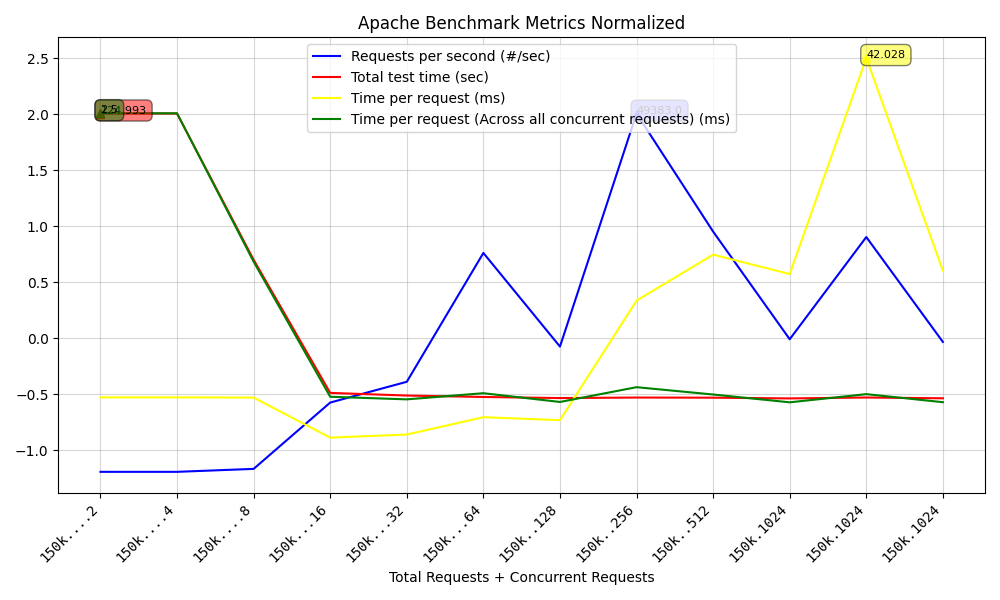 Apache Benchmark Metrics Normalized
2.5
2.0
1.5
1.0
0.5
0.0
−0.5
−1.0
42.028
49383.0
Requests per second (#/sec)
Total test time (sec)
Time per request (ms)
Time per request (Across all concurrent requests) (ms)
150k....2
150k....4
150k....8
150k...16
150k...32
150k...64
150k..128
150k..256
150k..512
150k.1024
150k.1024
150k.1024
Total Requests + Concurrent Requests